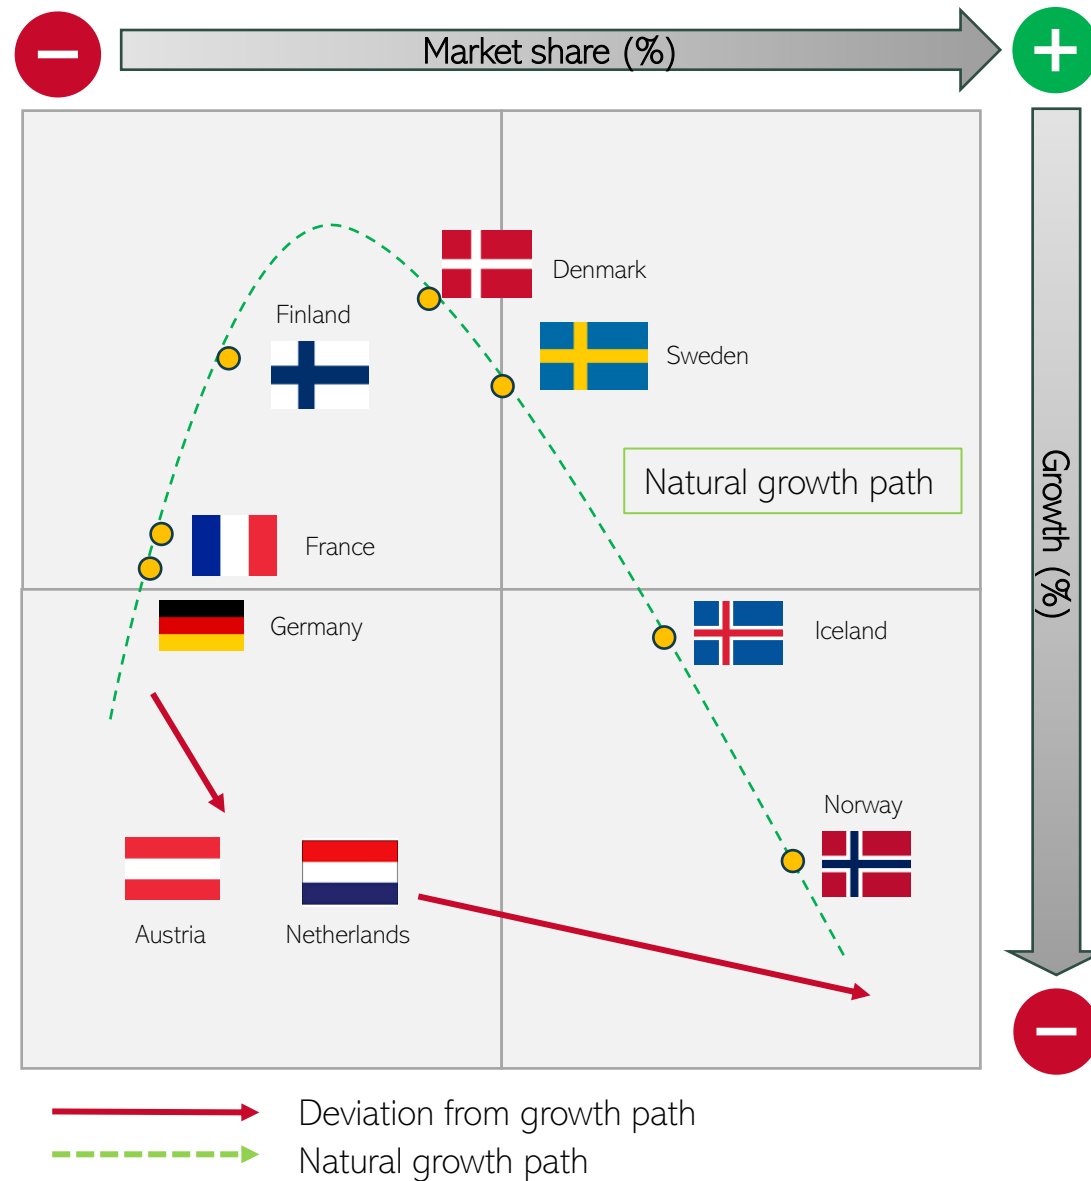 Market share (%)
Denmark
Finland
Sweden
Growth (%)
Natural growth path
France
Germany
Iceland
Norway
Austria
Netherlands
Deviation from growth path
Natural growth path